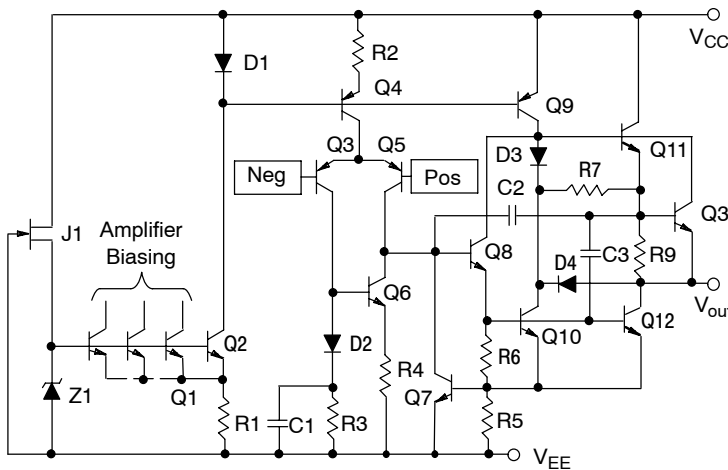 VCC
D1
R2
Q4
Q9
Q3
Q5
D3
R7
Q11
Neg
Pos
C2
Q3
J1
Amplifier
Biasing
Q8
D4
C3
R9
Vout
Q6
Q2
Q10
Q12
D2
R6
Z1
Q1
R4
Q7
R1
C1
R3
R5
VEE